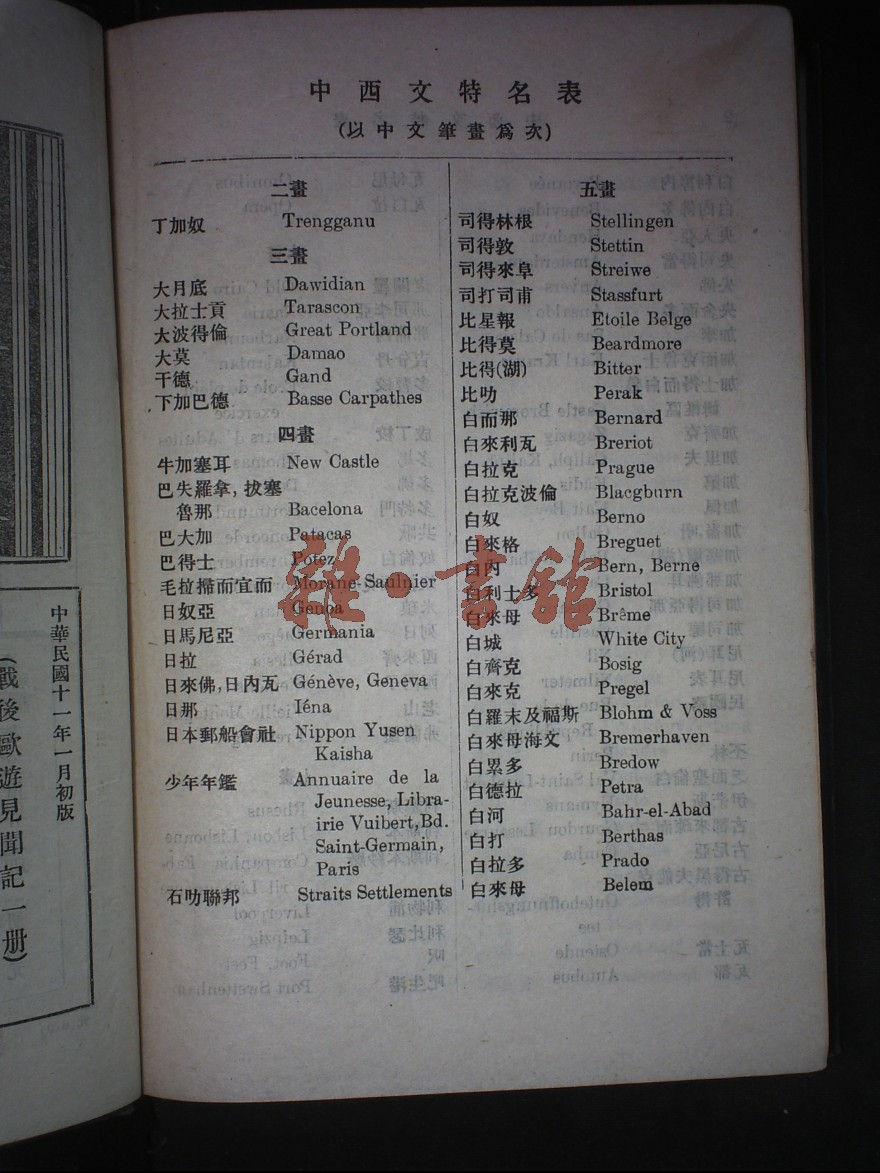 中西文特名表
(以中文筆畫爲次)
二畫
丁加奴 Trengganu
三畫
大月底 Dawidian
大拉士貢 Tarascon
大波得倫 Great Portland
大莫 Damao
干德 Gand
下加巴德 Basse Carpathes
四畫
牛加塞耳 New Castle
巴失羅拿,拔塞
魯那 Bacelona
巴大加 Patacas
巴得士 Potez
毛拉掃而宜而 Morane-Saulnier
日奴亞 Genoa
日馬尼亞 Germania
日拉 Gérad
日來佛,日內瓦 Génève, Geneva
日那 Iéna
日本郵船會社 Nippon Yusen
Kaisha
少年年鑑 Annuaire de la
Jeunesse, Libra-
irie Vuibert, Bd.
Saint-Germain,
Paris
石叻聯邦 Straits Settlements
五畫
司得林根 Stellingen
司得敦 Stettin
司得來阜 Streiwe
司打司甫 Stassfurt
比星報 Etoile Belge
比得莫 Beardmore
比得(湖) Bitter
比叻 Perak
白而那 Bernard
白來利瓦 Breriot
白拉克 Prague
白拉克波倫 Blacgburn
白奴 Berno
白來格 Breguet
白內 Bern, Berne
白利士多 Bristol
白來母 Brême
白城 White City
白齊克 Bosig
白來克 Pregel
白羅末及福斯 Blohm & Voss
白來母海文 Bremerhaven
白累多 Bredow
白德拉 Petra
白河 Bahr-el-Abad
白打 Berthas
白拉多 Prado
白來母 Belem
中華民國十一年一月初版
(戰後歐遊見聞記一册)
雜·書館